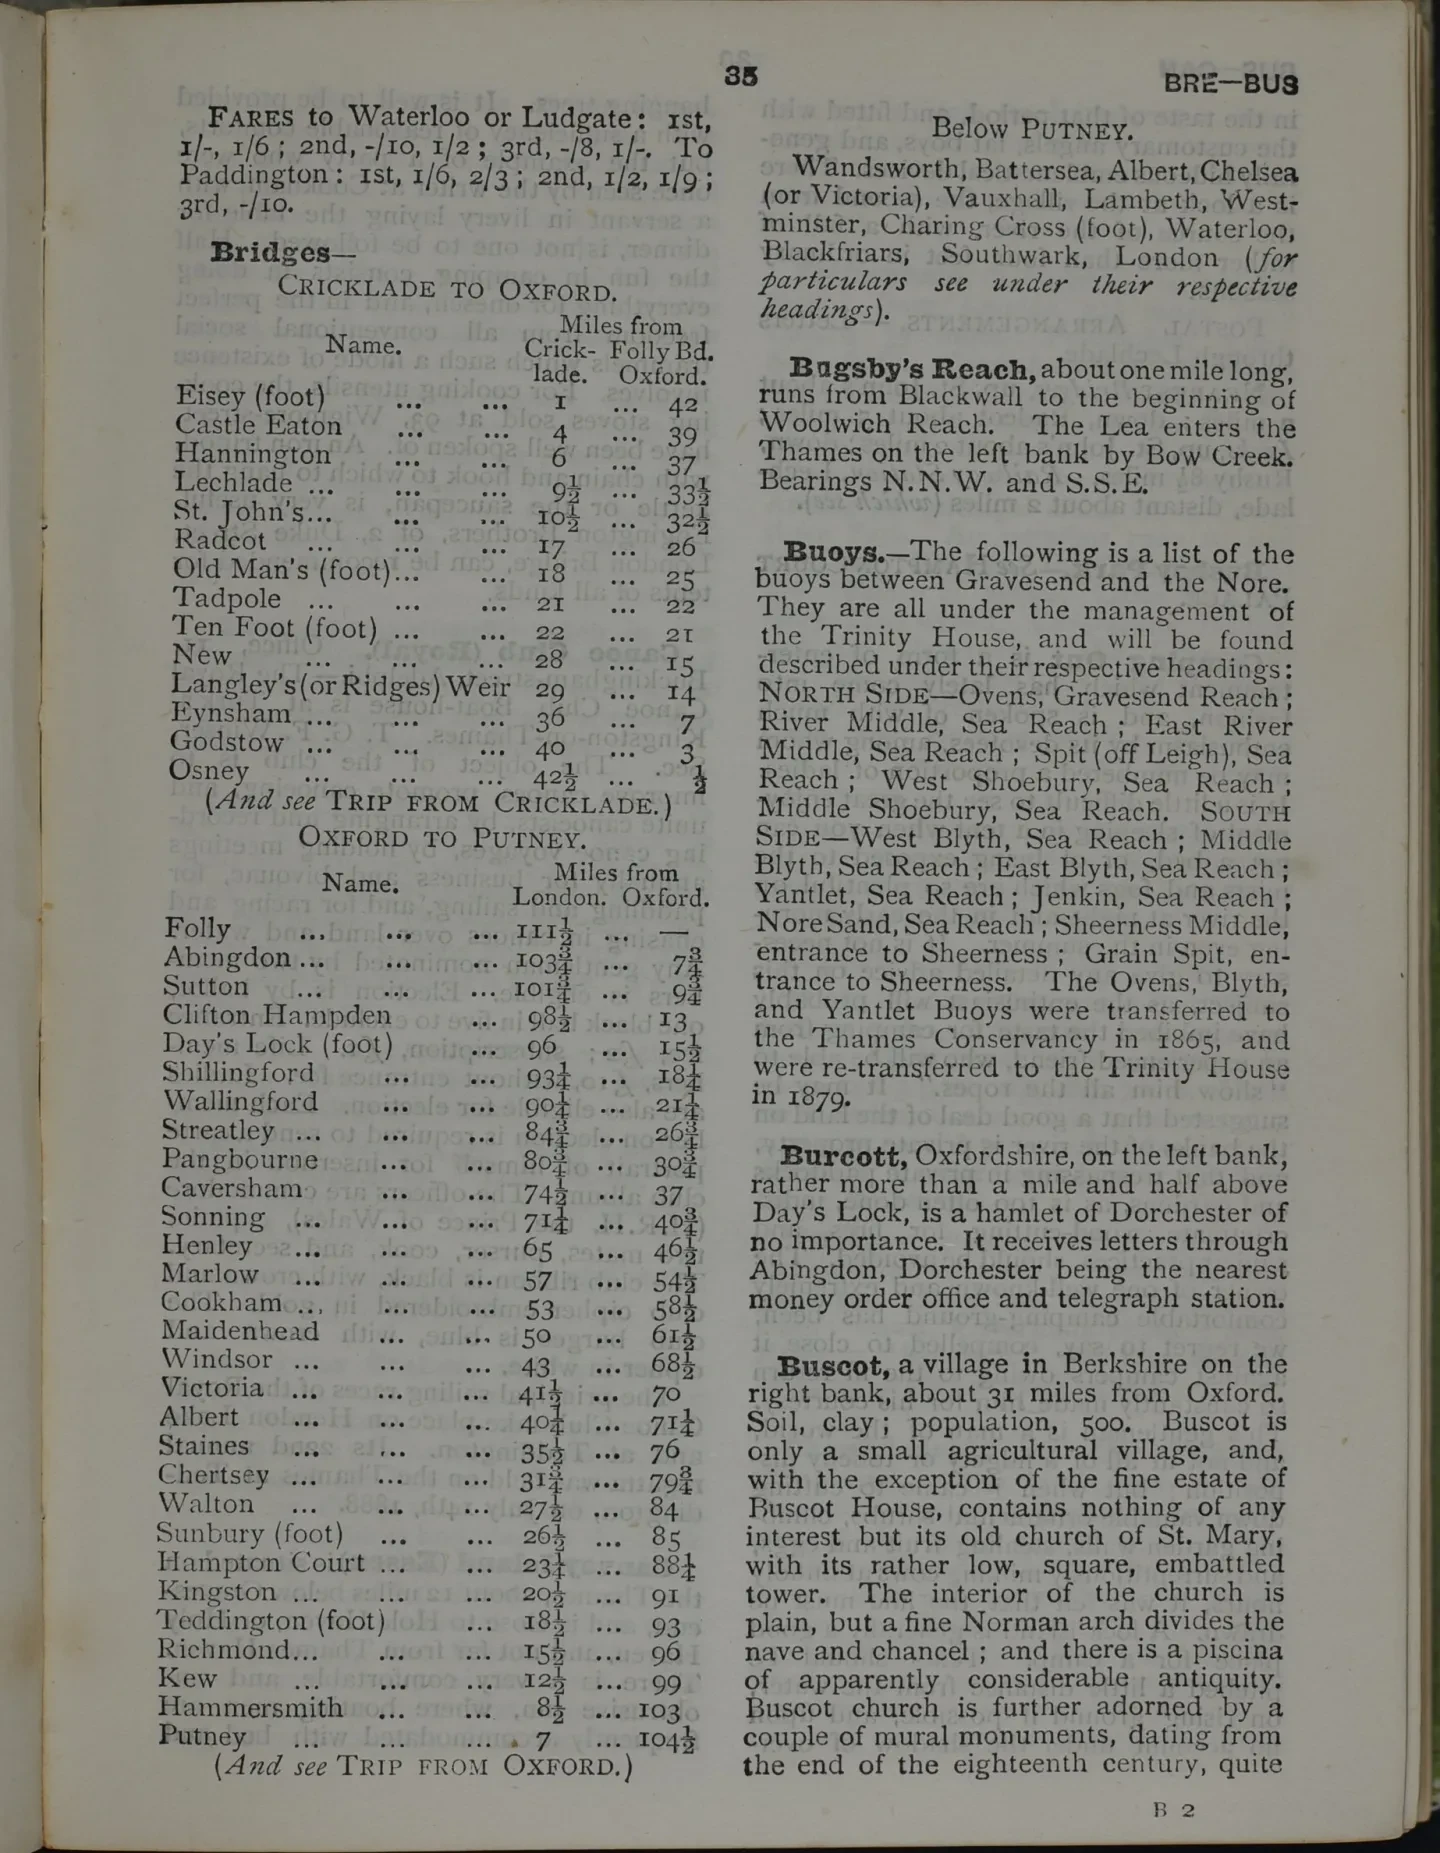 35
BRE—BUS
FARES to Waterloo or Ludgate: 1st,
1/-, 1/6; 2nd, -/10, 1/2; 3rd, -/8, 1/-. To
Paddington: 1st, 1/6, 2/3; 2nd, 1/2, 1/9;
3rd, -/10.
Bridges—
CRICKLADE TO OXFORD.
Miles from
Name. Crick- Folly Bd.
lade. Oxford.
Eisey (foot) ... ... 1 ... 42
Castle Eaton ... ... 4 ... 39
Hannington ... ... 6 ... 37
Lechlade ... ... ... 9½ ... 33½
St. John's... ... ... 10½ ... 32½
Radcot ... ... ... 17 ... 26
Old Man's (foot)... ... 18 ... 25
Tadpole ... ... ... 21 ... 22
Ten Foot (foot) ... ... 22 ... 21
New ... ... ... 28 ... 15
Langley's (or Ridges) Weir 29 ... 14
Eynsham ... ... ... 36 ... 7
Godstow ... ... ... 40 ... 3
Osney ... ... ... 42½ ... ½
(And see TRIP FROM CRICKLADE.)
OXFORD TO PUTNEY.
Miles from
Name. London. Oxford.
Folly ... ... ... 111½ ... —
Abingdon ... ... ... 103¾ ... 7¾
Sutton ... ... ... 101¾ ... 9¾
Clifton Hampden ... 98½ ... 13
Day's Lock (foot) ... 96 ... 15½
Shillingford ... ... 93¼ ... 18¼
Wallingford ... ... 90¼ ... 21¼
Streatley ... ... ... 84¾ ... 26¾
Pangbourne ... ... 80¾ ... 30¾
Caversham ... ... 74½ ... 37
Sonning ... ... ... 71¼ ... 40¾
Henley ... ... ... 65 ... 46½
Marlow ... ... ... 57 ... 54½
Cookham ... ... ... 53 ... 58½
Maidenhead ... ... 50 ... 61½
Windsor ... ... ... 43 ... 68½
Victoria ... ... ... 41½ ... 70
Albert ... ... ... 40¼ ... 71¼
Staines ... ... ... 35½ ... 76
Chertsey ... ... ... 31¾ ... 79¾
Walton ... ... ... 27½ ... 84
Sunbury (foot) ... ... 26½ ... 85
Hampton Court ... ... 23¼ ... 88¼
Kingston ... ... ... 20½ ... 91
Teddington (foot) ... 18½ ... 93
Richmond... ... ... 15½ ... 96
Kew ... ... ... 12½ ... 99
Hammersmith ... ... 8½ ... 103
Putney ... ... ... 7 ... 104½
(And see TRIP FROM OXFORD.)
Below PUTNEY.
Wandsworth, Battersea, Albert, Chelsea
(or Victoria), Vauxhall, Lambeth, West-
minster, Charing Cross (foot), Waterloo,
Blackfriars, Southwark, London (for
particulars see under their respective
headings).
Bugsby's Reach, about one mile long,
runs from Blackwall to the beginning of
Woolwich Reach. The Lea enters the
Thames on the left bank by Bow Creek.
Bearings N.N.W. and S.S.E.
Buoys.—The following is a list of the
buoys between Gravesend and the Nore.
They are all under the management of
the Trinity House, and will be found
described under their respective headings:
NORTH SIDE—Ovens, Gravesend Reach;
River Middle, Sea Reach; East River
Middle, Sea Reach; Spit (off Leigh), Sea
Reach; West Shoebury, Sea Reach;
Middle Shoebury, Sea Reach. SOUTH
SIDE—West Blyth, Sea Reach; Middle
Blyth, Sea Reach; East Blyth, Sea Reach;
Yantlet, Sea Reach; Jenkin, Sea Reach;
Nore Sand, Sea Reach; Sheerness Middle,
entrance to Sheerness; Grain Spit, en-
trance to Sheerness. The Ovens, Blyth,
and Yantlet Buoys were transferred to
the Thames Conservancy in 1865, and
were re-transferred to the Trinity House
in 1879.
Burcott, Oxfordshire, on the left bank,
rather more than a mile and half above
Day's Lock, is a hamlet of Dorchester of
no importance. It receives letters through
Abingdon, Dorchester being the nearest
money order office and telegraph station.
Buscot, a village in Berkshire on the
right bank, about 31 miles from Oxford.
Soil, clay; population, 500. Buscot is
only a small agricultural village, and,
with the exception of the fine estate of
Buscot House, contains nothing of any
interest but its old church of St. Mary,
with its rather low, square, embattled
tower. The interior of the church is
plain, but a fine Norman arch divides the
nave and chancel; and there is a piscina
of apparently considerable antiquity.
Buscot church is further adorned by a
couple of mural monuments, dating from
the end of the eighteenth century, quite
B 2